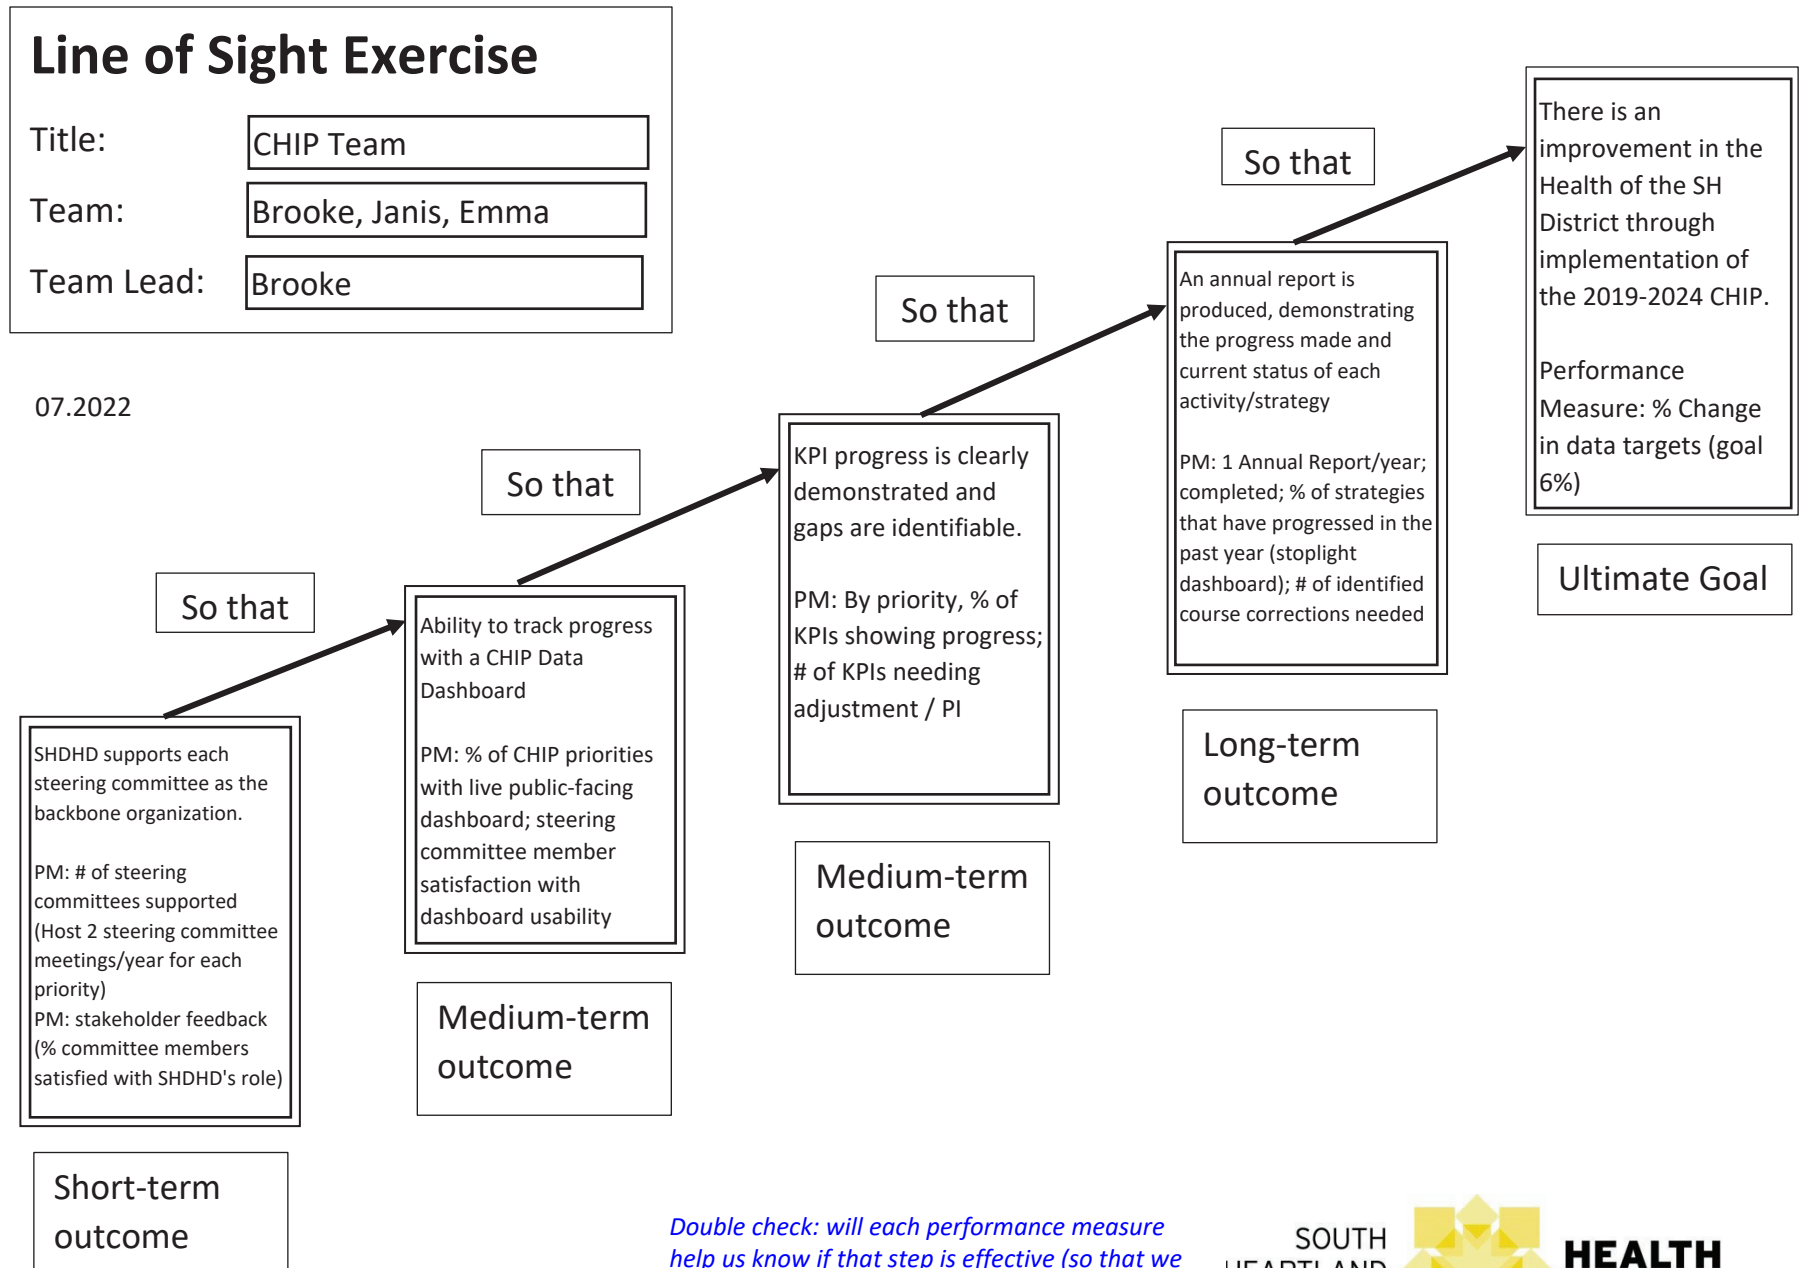 Line of Sight Exercise
Title:
CHIP Team
Team:
Brooke, Janis, Emma
Team Lead:
Brooke
07.2022
SHDHD supports each
steering committee as the
backbone organization.
PM: # of steering
committees supported
(Host 2 steering committee
meetings/year for each
priority)
PM: stakeholder feedback
(% committee members
satisfied with SHDHD's role)
Short-term
outcome
So that
Ability to track progress
with a CHIP Data
Dashboard
PM: % of CHIP priorities
with live public-facing
dashboard; steering
committee member
satisfaction with
dashboard usability
Medium-term
outcome
So that
KPI progress is clearly
demonstrated and
gaps are identifiable.
PM: By priority, % of
KPIs showing progress;
# of KPIs needing
adjustment / PI
Medium-term
outcome
So that
An annual report is
produced, demonstrating
the progress made and
current status of each
activity/strategy
PM: 1 Annual Report/year;
completed; % of strategies
that have progressed in the
past year (stoplight
dashboard); # of identified
course corrections needed
Long-term
outcome
So that
There is an
improvement in the
Health of the SH
District through
implementation of
the 2019-2024 CHIP.
Performance
Measure: % Change
in data targets (goal
6%)
Ultimate Goal
Double check: will each performance measure
help us know if that step is effective (so that we
SOUTH
HEARTLAND
HEALTH